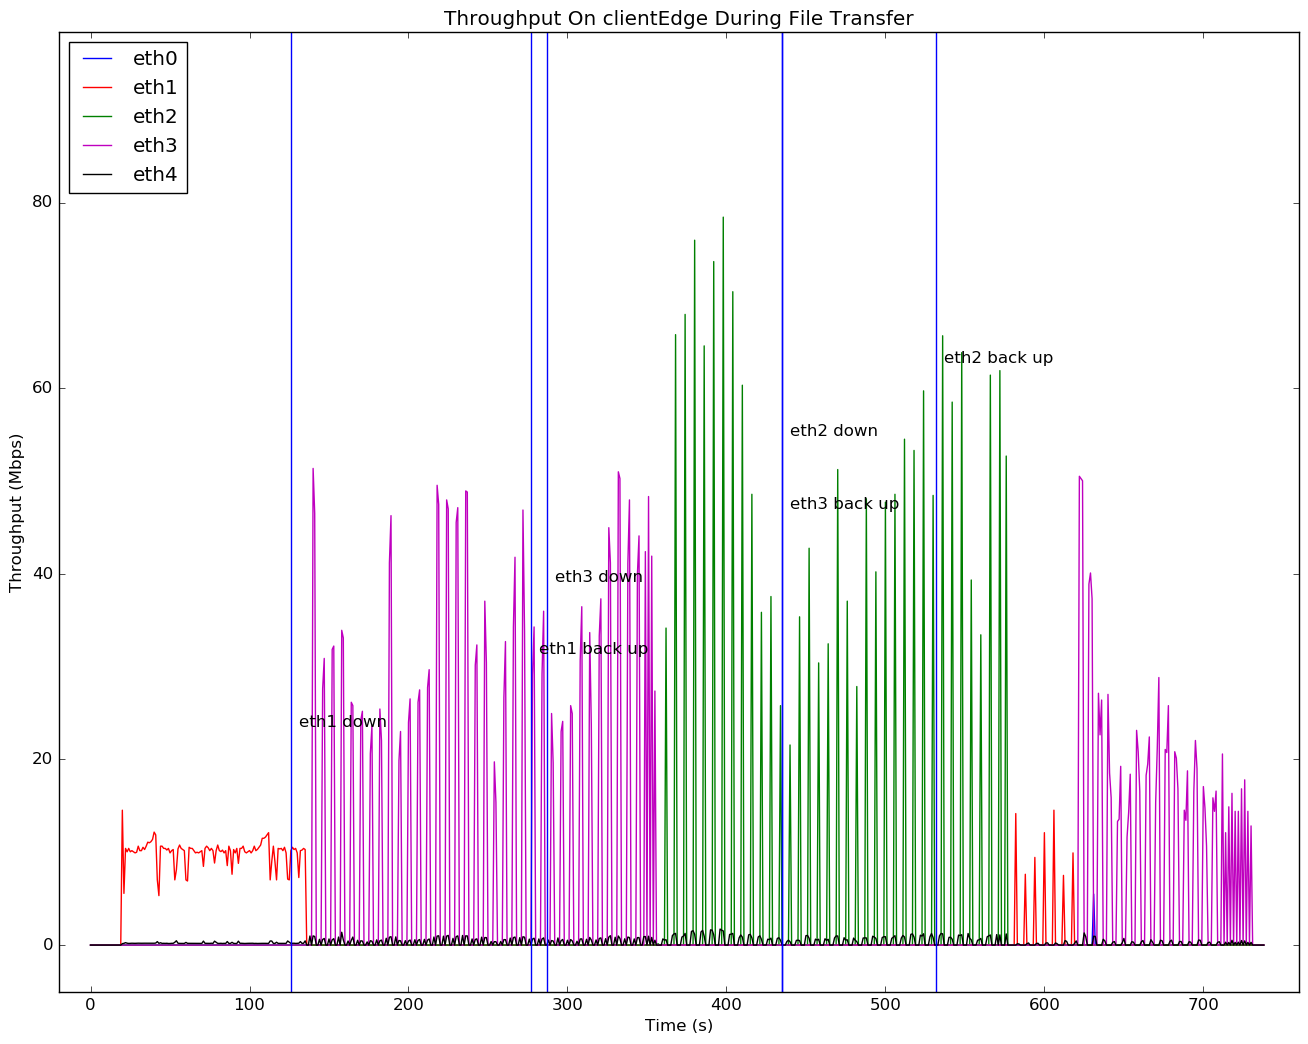 Throughput On clientEdge During File Transfer
eth0
eth1
eth2
eth3
eth4
Throughput (Mbps)
80
60
40
20
0
eth2 back up
eth2 down
eth3 back up
eth3 down
eth1 back up
eth1 down
0 100 200 300 400 500 600 700
Time (s)